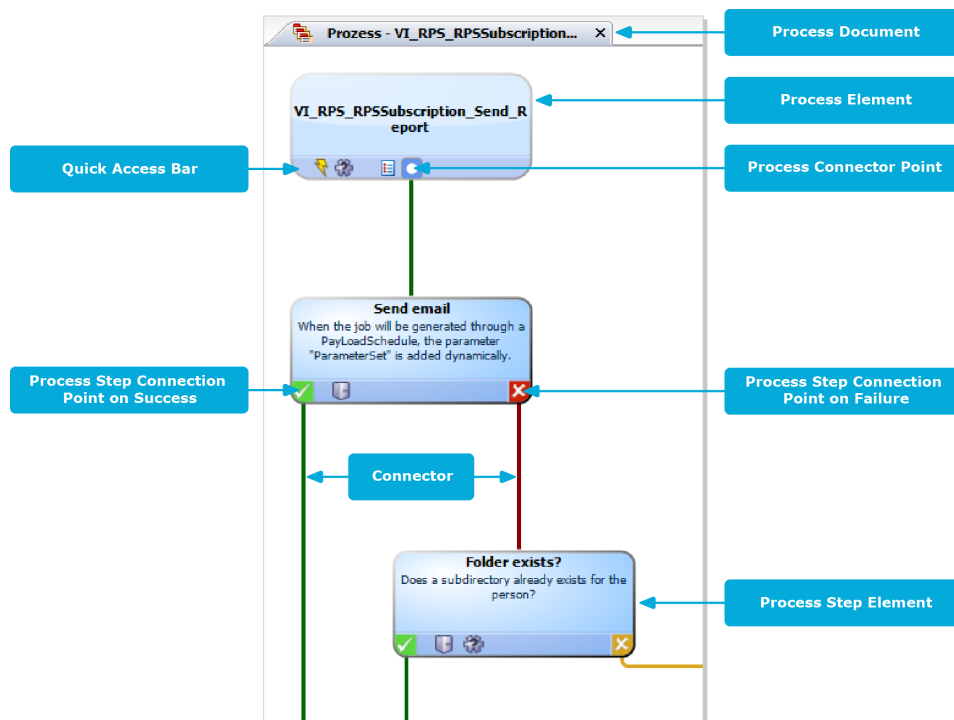 Prozess - VI_RPS_RPSSubscription...
Process Document
Process Element
VI_RPS_RPSSubscription_Send_R
eport
Quick Access Bar
Process Connector Point
Send email
When the job will be generated through a
PayLoadSchedule, the parameter
"ParameterSet" is added dynamically.
Process Step Connection
Point on Success
Process Step Connection
Point on Failure
Connector
Folder exists?
Does a subdirectory already exists for the
person?
Process Step Element